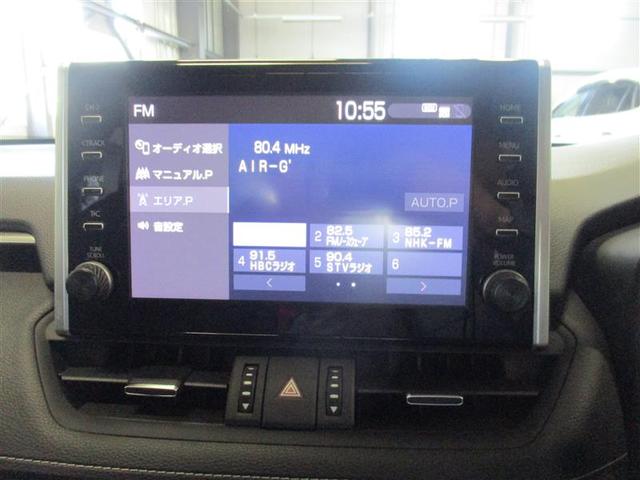 FM
10:55
オーディオ選択
マニュアル.P
エリア.P
音設定
80.4 MHz
AIR-G'
AUTO.P
2 82.5 FMノースウェーブ
3 85.2 NHK-FM
4 91.5 HBCラジオ
5 90.4 STVラジオ
6
<
>
HOME
MENU
AUDIO
MAP
POWER
VOLUME
PHONE
TUNE
SCROLL